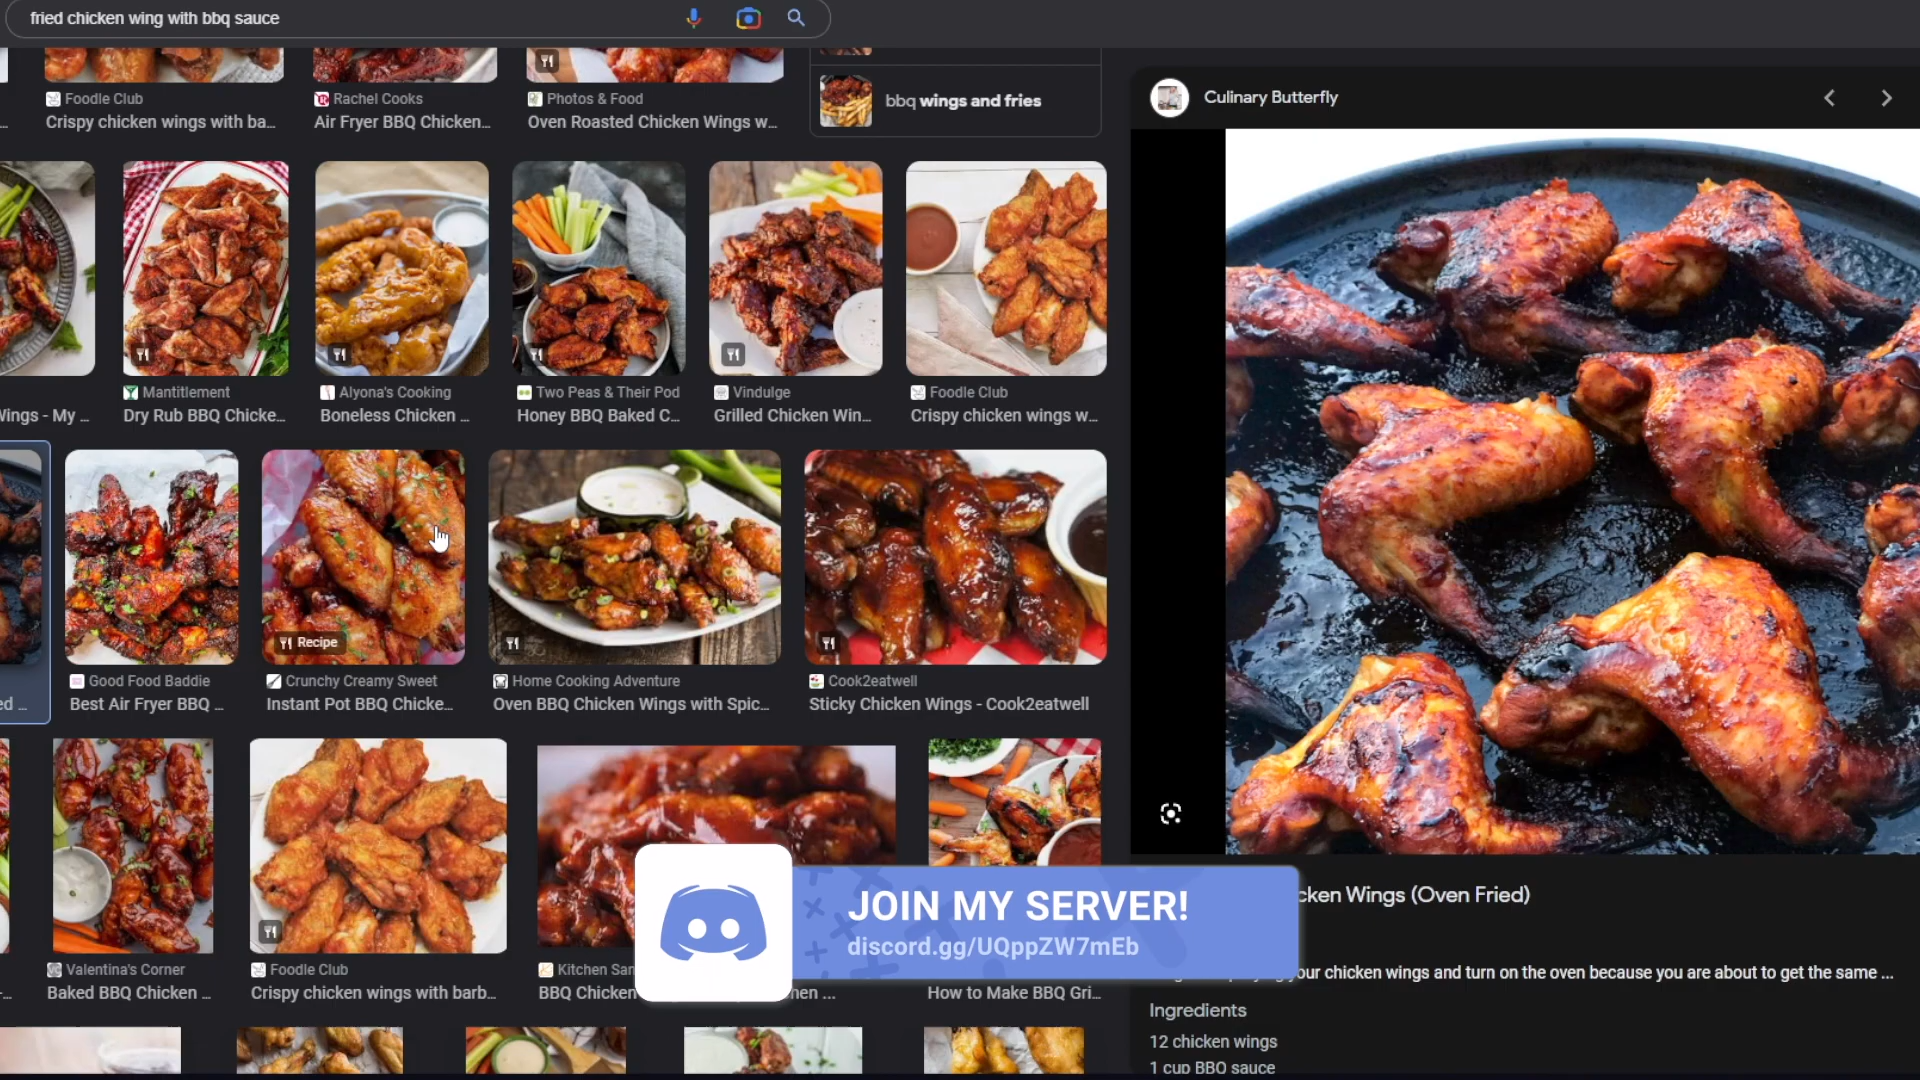 fried chicken wing with bbq sauce
Foodle Club
Crispy chicken wings with ba...
Rachel Cooks
Air Fryer BBQ Chicken...
Photos & Food
Oven Roasted Chicken Wings w...
bbq wings and fries
Culinary Butterfly
Wings - My ...
Mantitlement
Dry Rub BBQ Chicke...
Alyona's Cooking
Boneless Chicken ...
Two Peas & Their Pod
Honey BBQ Baked C...
Vindulge
Grilled Chicken Win...
Foodle Club
Crispy chicken wings w...
Recipe
ed ...
Good Food Baddie
Best Air Fryer BBQ ...
Crunchy Creamy Sweet
Instant Pot BBQ Chicke...
Home Cooking Adventure
Oven BBQ Chicken Wings with Spic...
Cook2eatwell
Sticky Chicken Wings - Cook2eatwell
Valentina's Corner
Baked BBQ Chicken ...
Foodle Club
Crispy chicken wings with barb...
Kitchen San
BBQ Chicken
How to Make BBQ Gri...
JOIN MY SERVER!
discord.gg/UQppZW7mEb
cken Wings (Oven Fried)
our chicken wings and turn on the oven because you are about to get the same ...
Ingredients
12 chicken wings
1 cup BBQ sauce